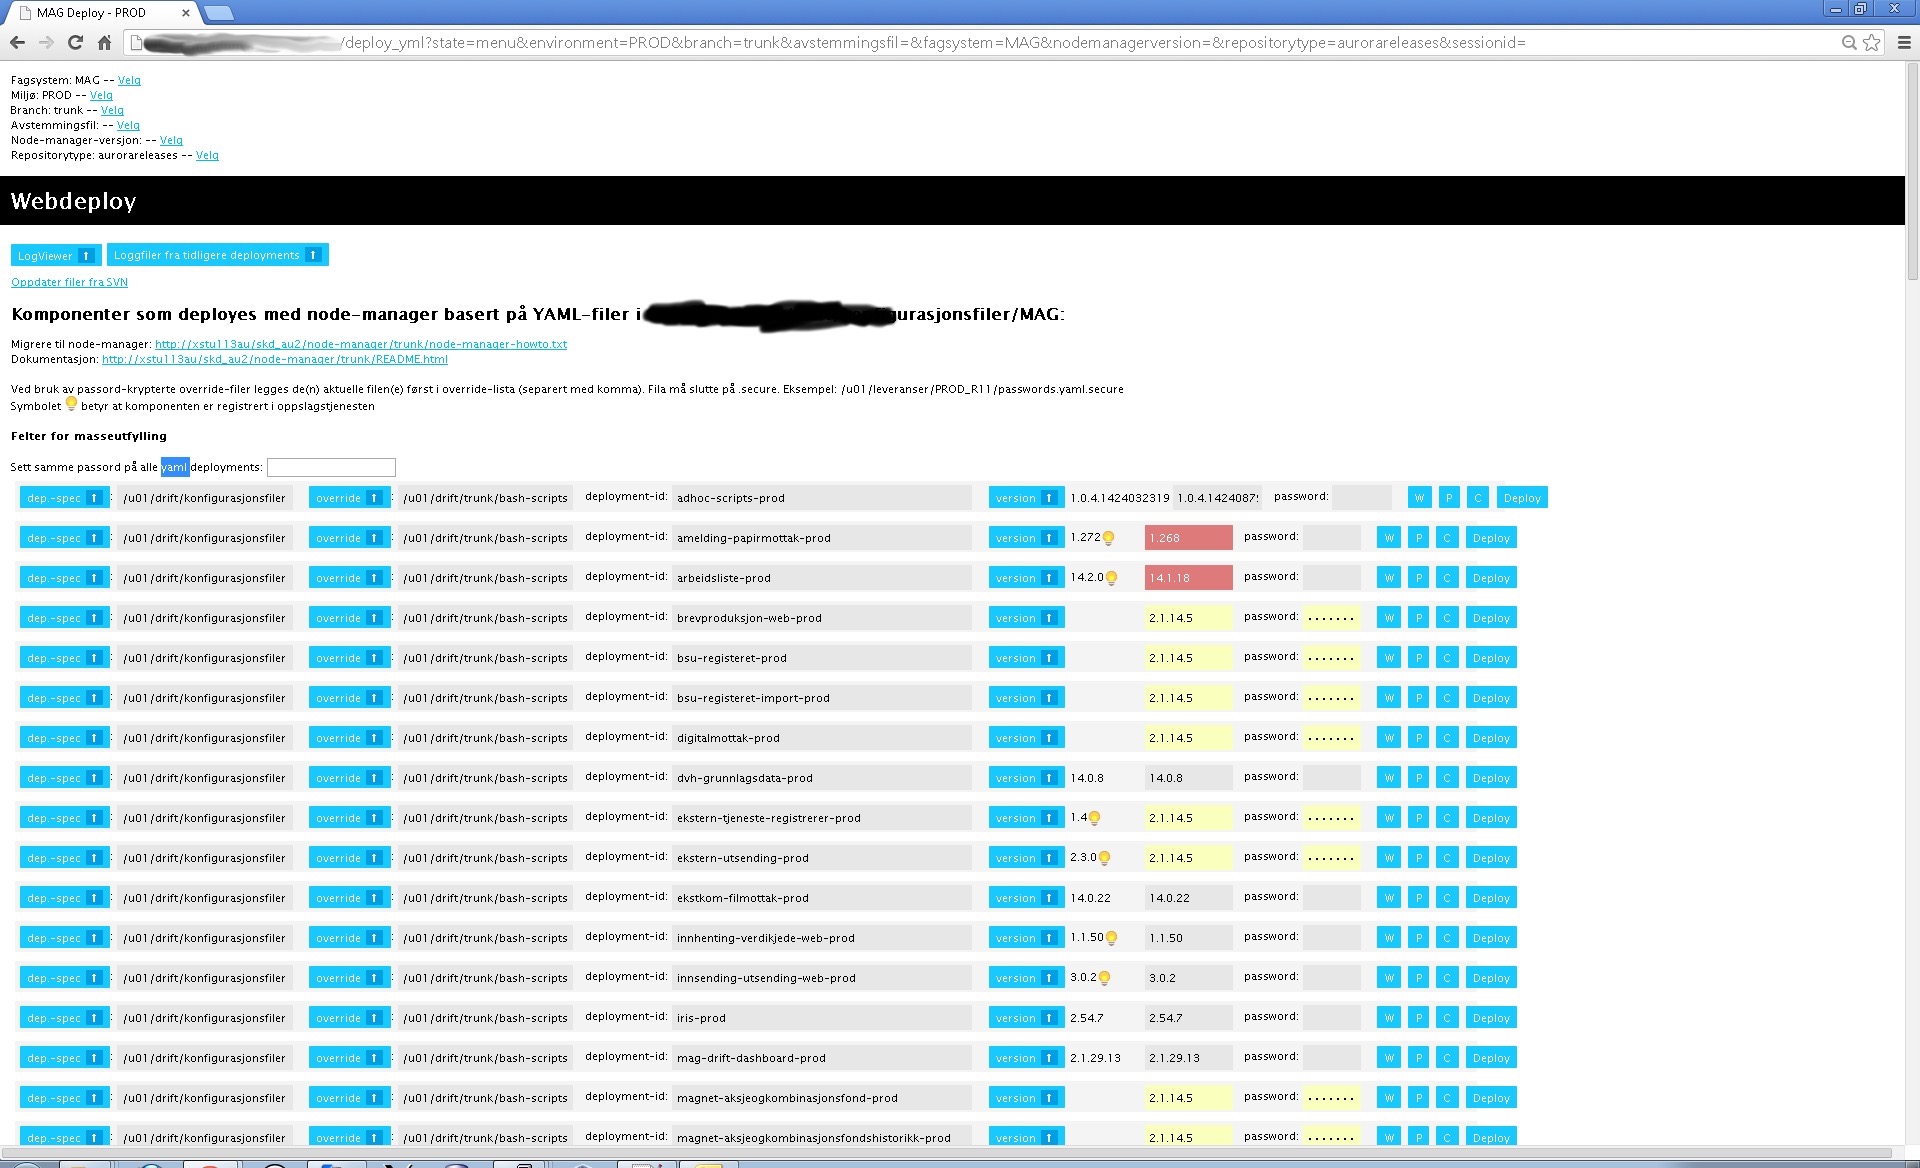 MAG Deploy - PROD
/deploy_yml?state=menu&environment=PROD&branch=trunk&avstemmingsfil=&fagsystem=MAG&nodemanagerversion=&repositorytype=aurorareleases&sessionid=
Fagsystem: MAG -- Velg
Miljø: PROD -- Velg
Branch: trunk -- Velg
Avstemmingsfil: -- Velg
Node-manager-versjon: -- Velg
Repositorytype: aurorareleases -- Velg
Webdeploy
LogViewer Loggfiler fra tidligere deployments
Oppdater filer fra SVN
Komponenter som deployes med node-manager basert på YAML-filer i gurasjonsfiler/MAG:
Migrere til node-manager: http://xstu113au/skd_au2/node-manager/trunk/node-manager-howto.txt
Dokumentasjon: http://xstu113au/skd_au2/node-manager/trunk/README.html
Ved bruk av passord-krypterte override-filer legges de(n) aktuelle filen(e) først i override-lista (separert med komma). Fila må slutte på .secure. Eksempel: /u01/leveranser/PROD_R11/passwords.yaml.secure
Symbolet betyr at komponenten er registrert i oppslagstjenesten
Felter for masseutfylling
Sett samme passord på alle yaml deployments:
dep.-spec : /u01/drift/konfigurasjonsfiler override : /u01/drift/trunk/bash-scripts deployment-id: adhoc-scripts-prod version 1.0.4.1424032319 1.0.4.1424087 password: W P C Deploy
dep.-spec : /u01/drift/konfigurasjonsfiler override : /u01/drift/trunk/bash-scripts deployment-id: amelding-papirmottak-prod version 1.272 1.268 password: W P C Deploy
dep.-spec : /u01/drift/konfigurasjonsfiler override : /u01/drift/trunk/bash-scripts deployment-id: arbeidsliste-prod version 14.2.0 14.1.18 password: W P C Deploy
dep.-spec : /u01/drift/konfigurasjonsfiler override : /u01/drift/trunk/bash-scripts deployment-id: brevproduksjon-web-prod version 2.1.14.5 password: ....... W P C Deploy
dep.-spec : /u01/drift/konfigurasjonsfiler override : /u01/drift/trunk/bash-scripts deployment-id: bsu-registeret-prod version 2.1.14.5 password: ....... W P C Deploy
dep.-spec : /u01/drift/konfigurasjonsfiler override : /u01/drift/trunk/bash-scripts deployment-id: bsu-registeret-import-prod version 2.1.14.5 password: ....... W P C Deploy
dep.-spec : /u01/drift/konfigurasjonsfiler override : /u01/drift/trunk/bash-scripts deployment-id: digitalmottak-prod version 2.1.14.5 password: ....... W P C Deploy
dep.-spec : /u01/drift/konfigurasjonsfiler override : /u01/drift/trunk/bash-scripts deployment-id: dvh-grunnlagsdata-prod version 14.0.8 14.0.8 password: W P C Deploy
dep.-spec : /u01/drift/konfigurasjonsfiler override : /u01/drift/trunk/bash-scripts deployment-id: ekstern-tjeneste-registrerer-prod version 1.4 2.1.14.5 password: ....... W P C Deploy
dep.-spec : /u01/drift/konfigurasjonsfiler override : /u01/drift/trunk/bash-scripts deployment-id: ekstern-utsending-prod version 2.3.0 2.1.14.5 password: ....... W P C Deploy
dep.-spec : /u01/drift/konfigurasjonsfiler override : /u01/drift/trunk/bash-scripts deployment-id: ekstkom-filmottak-prod version 14.0.22 14.0.22 password: W P C Deploy
dep.-spec : /u01/drift/konfigurasjonsfiler override : /u01/drift/trunk/bash-scripts deployment-id: innhenting-verdikjede-web-prod version 1.1.50 1.1.50 password: W P C Deploy
dep.-spec : /u01/drift/konfigurasjonsfiler override : /u01/drift/trunk/bash-scripts deployment-id: innsending-utsending-web-prod version 3.0.2 3.0.2 password: W P C Deploy
dep.-spec : /u01/drift/konfigurasjonsfiler override : /u01/drift/trunk/bash-scripts deployment-id: iris-prod version 2.54.7 2.54.7 password: W P C Deploy
dep.-spec : /u01/drift/konfigurasjonsfiler override : /u01/drift/trunk/bash-scripts deployment-id: mag-drift-dashboard-prod version 2.1.29.13 2.1.29.13 password: W P C Deploy
dep.-spec : /u01/drift/konfigurasjonsfiler override : /u01/drift/trunk/bash-scripts deployment-id: magnet-aksjeogkombinasjonsfond-prod version 2.1.14.5 password: ....... W P C Deploy
dep.-spec : /u01/drift/konfigurasjonsfiler override : /u01/drift/trunk/bash-scripts deployment-id: magnet-aksjeogkombinasjonsfondshistorikk-prod version 2.1.14.5 password: ....... W P C Deploy